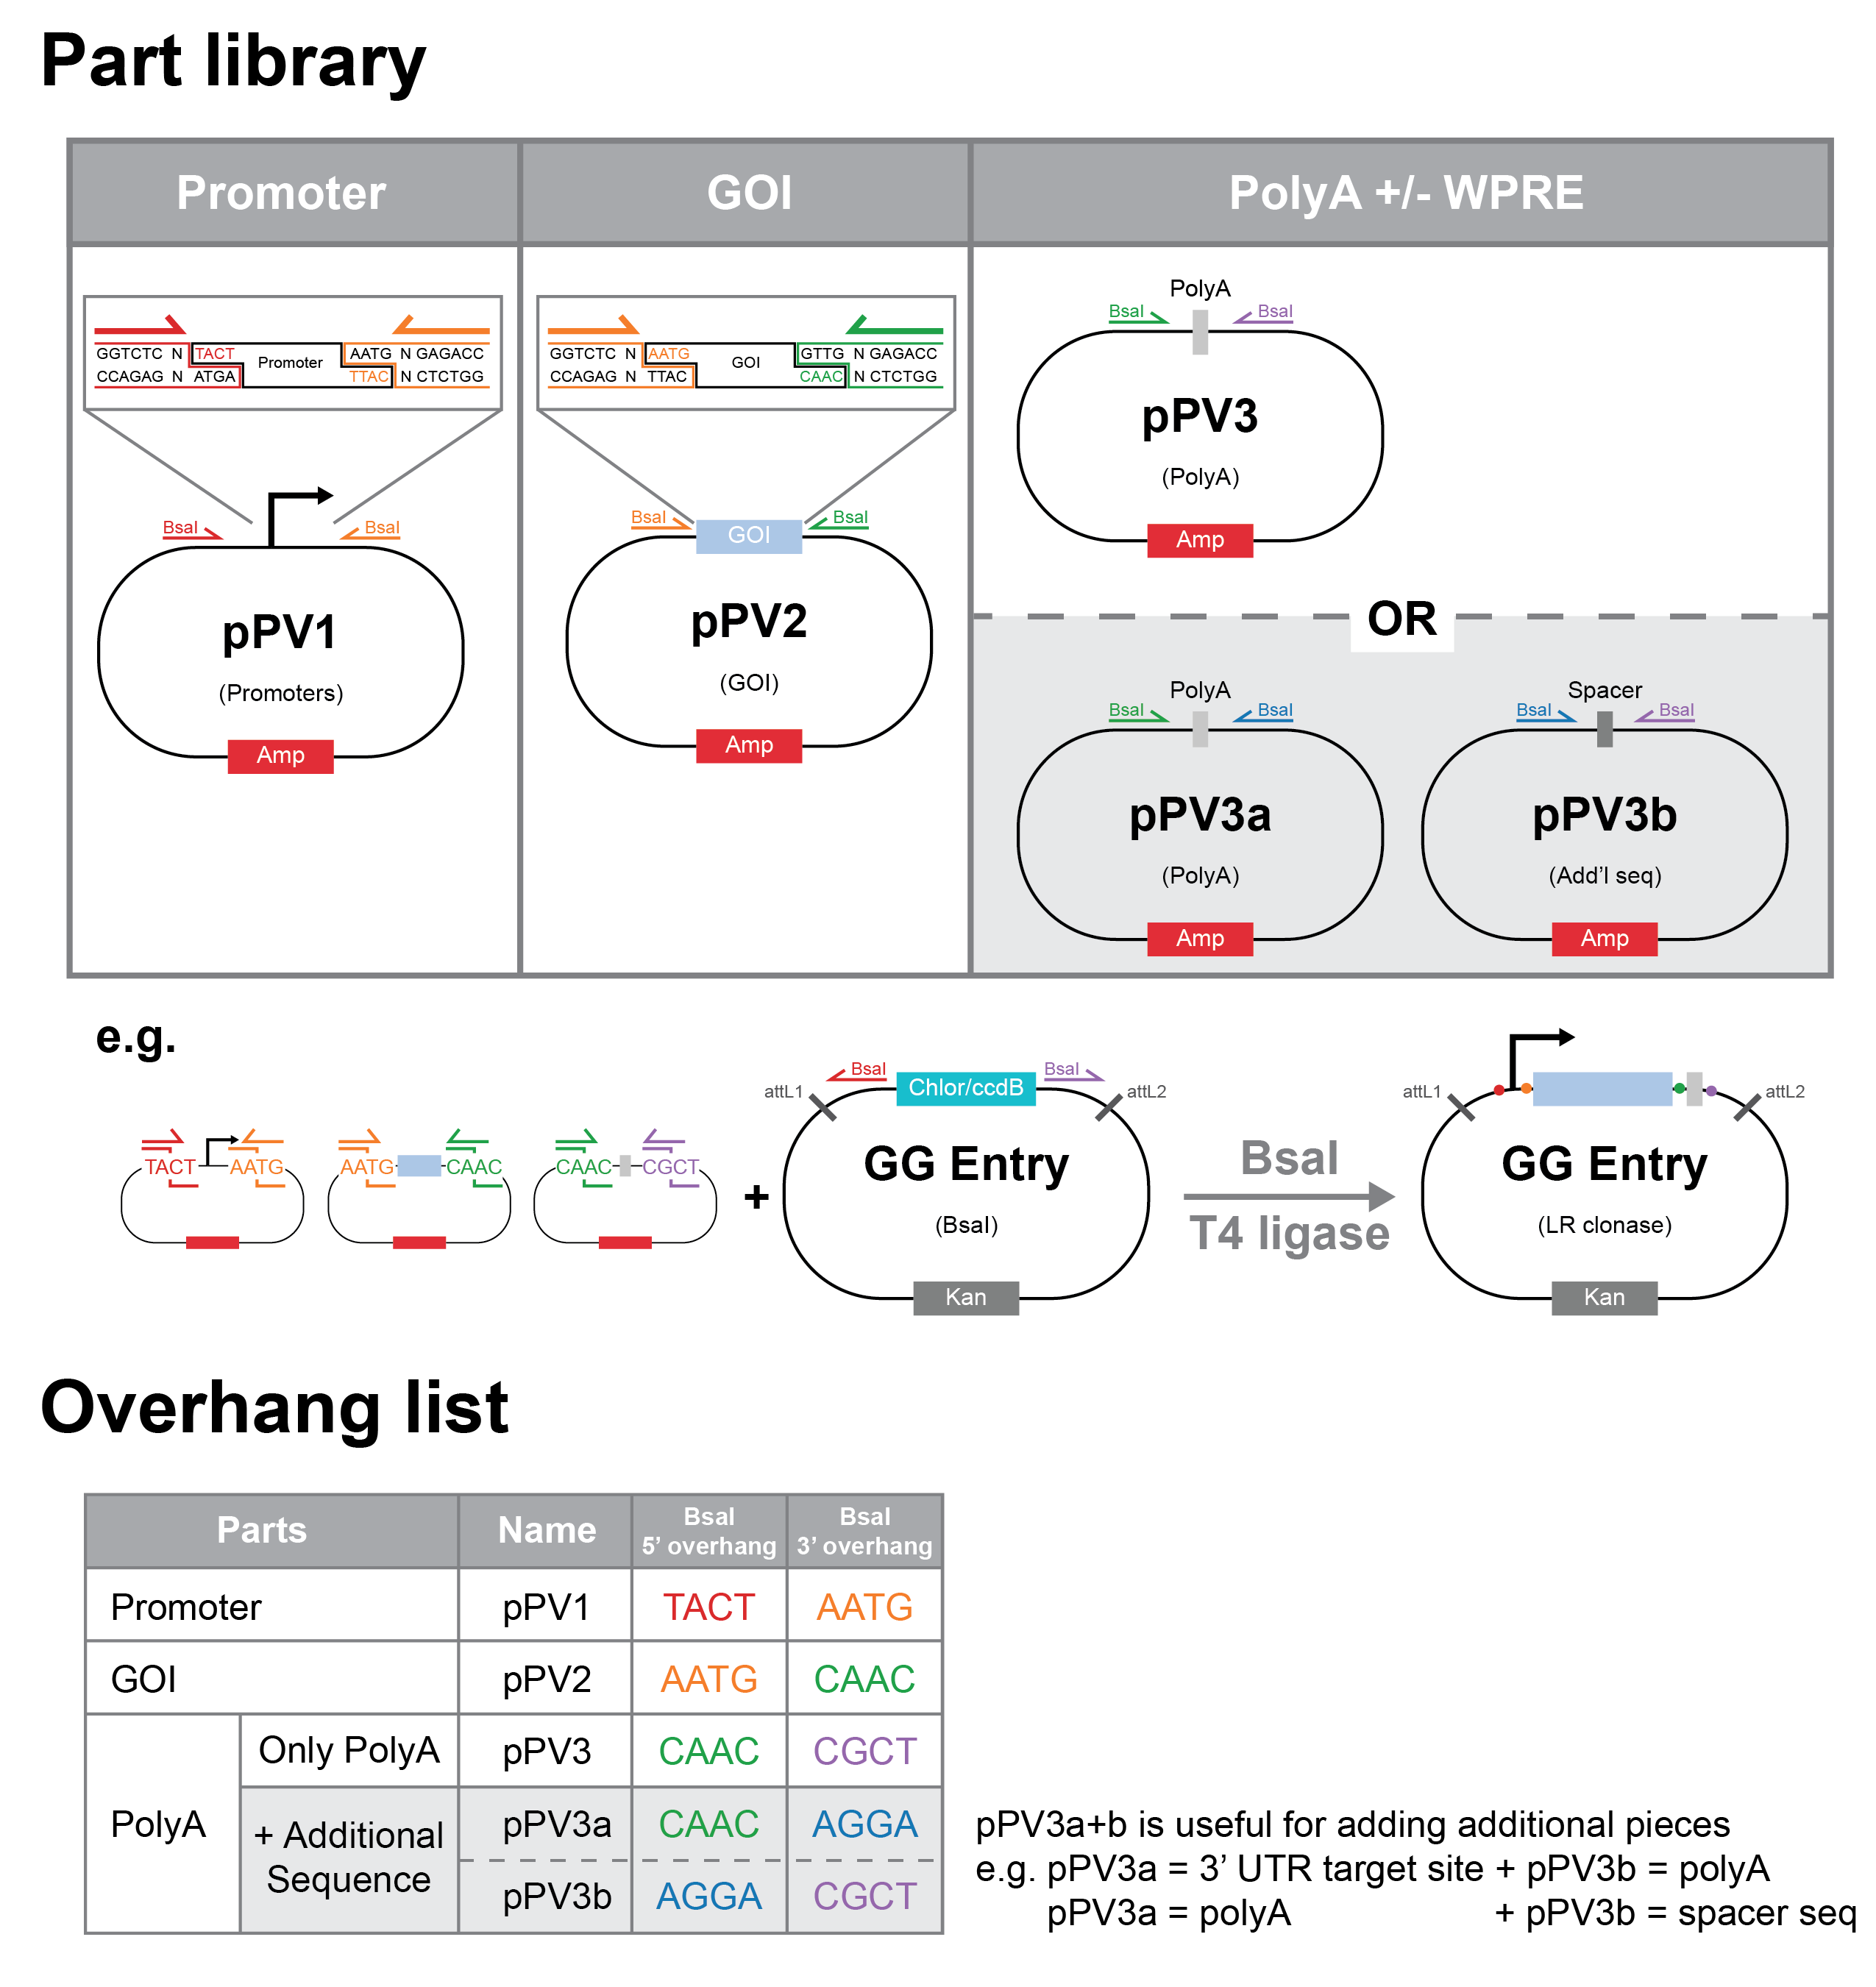 Part library
Promoter
GOI
PolyA +/- WPRE
GGTCTC N TACT Promoter AATG N GAGACC
CCAGAG N ATGA TTAC N CTCTGG
BsaI
BsaI
pPV1
(Promoters)
Amp
GGTCTC N AATG GOI GTTG N GAGACC
CCAGAG N TTAC CAAC N CTCTGG
BsaI
GOI
BsaI
pPV2
(GOI)
Amp
PolyA
BsaI
BsaI
pPV3
(PolyA)
Amp
OR
PolyA
BsaI
BsaI
pPV3a
(PolyA)
Amp
Spacer
BsaI
BsaI
pPV3b
(Add'l seq)
Amp
e.g.
TACT
AATG
AATG
CAAC
CAAC
CGCT
+
BsaI
Chlor/ccdB
BsaI
attL1
attL2
GG Entry
(BsaI)
Kan
BsaI
T4 ligase
attL1
attL2
GG Entry
(LR clonase)
Kan
Overhang list
Parts
Name
BsaI
5’ overhang
BsaI
3’ overhang
Promoter pPV1 TACT AATG
GOI pPV2 AATG CAAC
PolyA
Only PolyA pPV3 CAAC CGCT
+ Additional
Sequence
pPV3a CAAC AGGA
pPV3b AGGA CGCT
pPV3a+b is useful for adding additional pieces
e.g. pPV3a = 3’ UTR target site + pPV3b = polyA
pPV3a = polyA + pPV3b = spacer seq